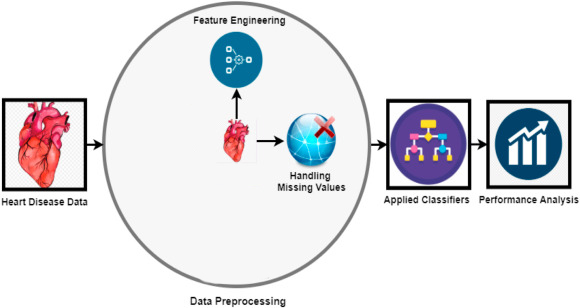 Feature Engineering
Handling
Missing Values
Heart Disease Data
Applied Classifiers
Performance Analysis
Data Preprocessing